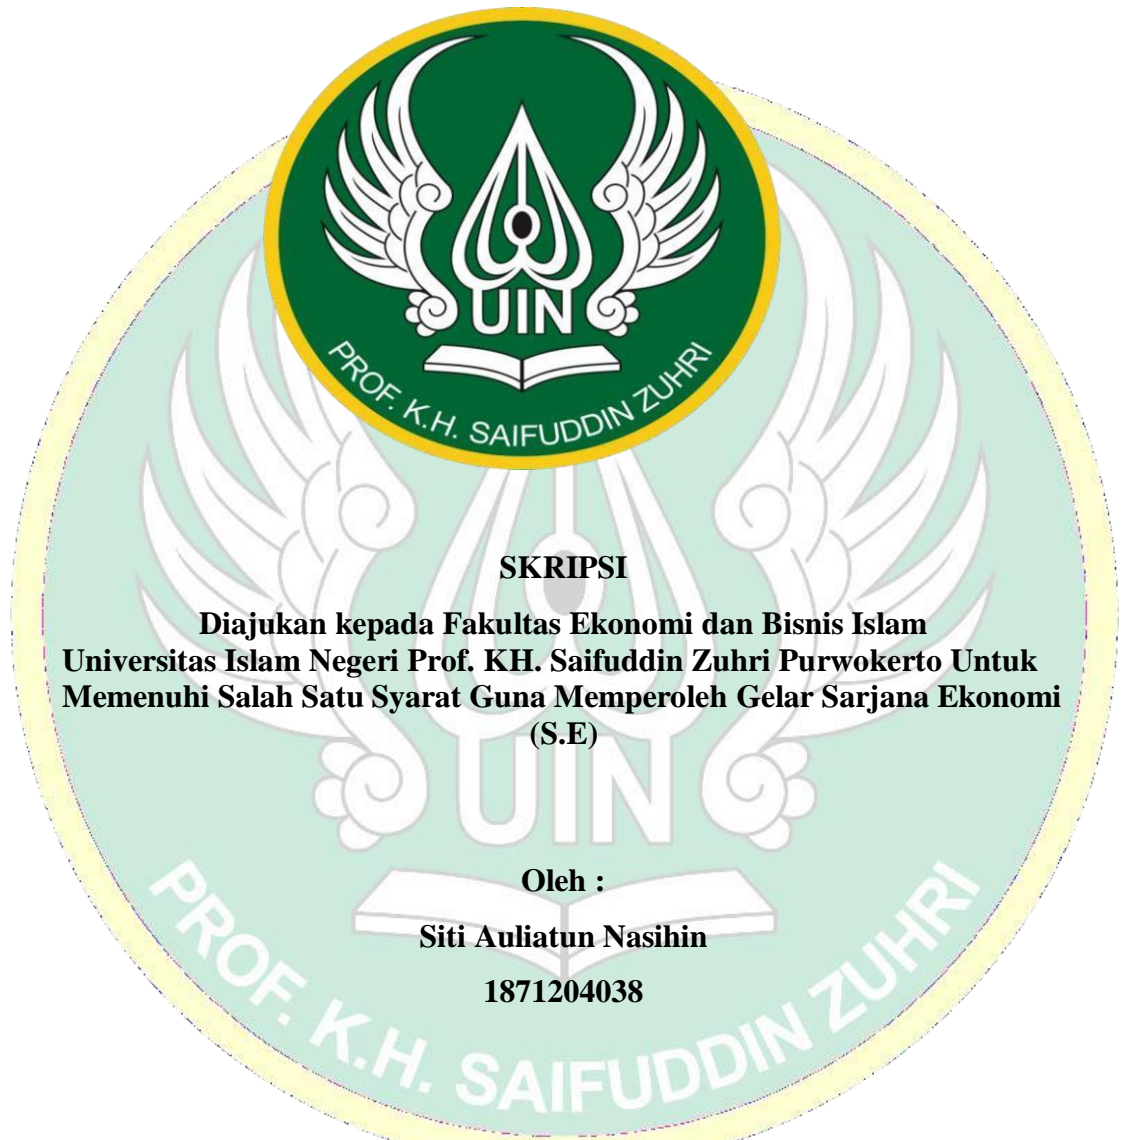 UIN
PROF. K.H. SAIFUDDIN ZUHRI
SKRIPSI
Diajukan kepada Fakultas Ekonomi dan Bisnis Islam
Universitas Islam Negeri Prof. KH. Saifuddin Zuhri Purwokerto Untuk
Memenuhi Salah Satu Syarat Guna Memperoleh Gelar Sarjana Ekonomi
(S.E)
UIN
Oleh :
Siti Auliatun Nasihin
1871204038
PROF. K.H. SAIFUDDIN ZUHRI